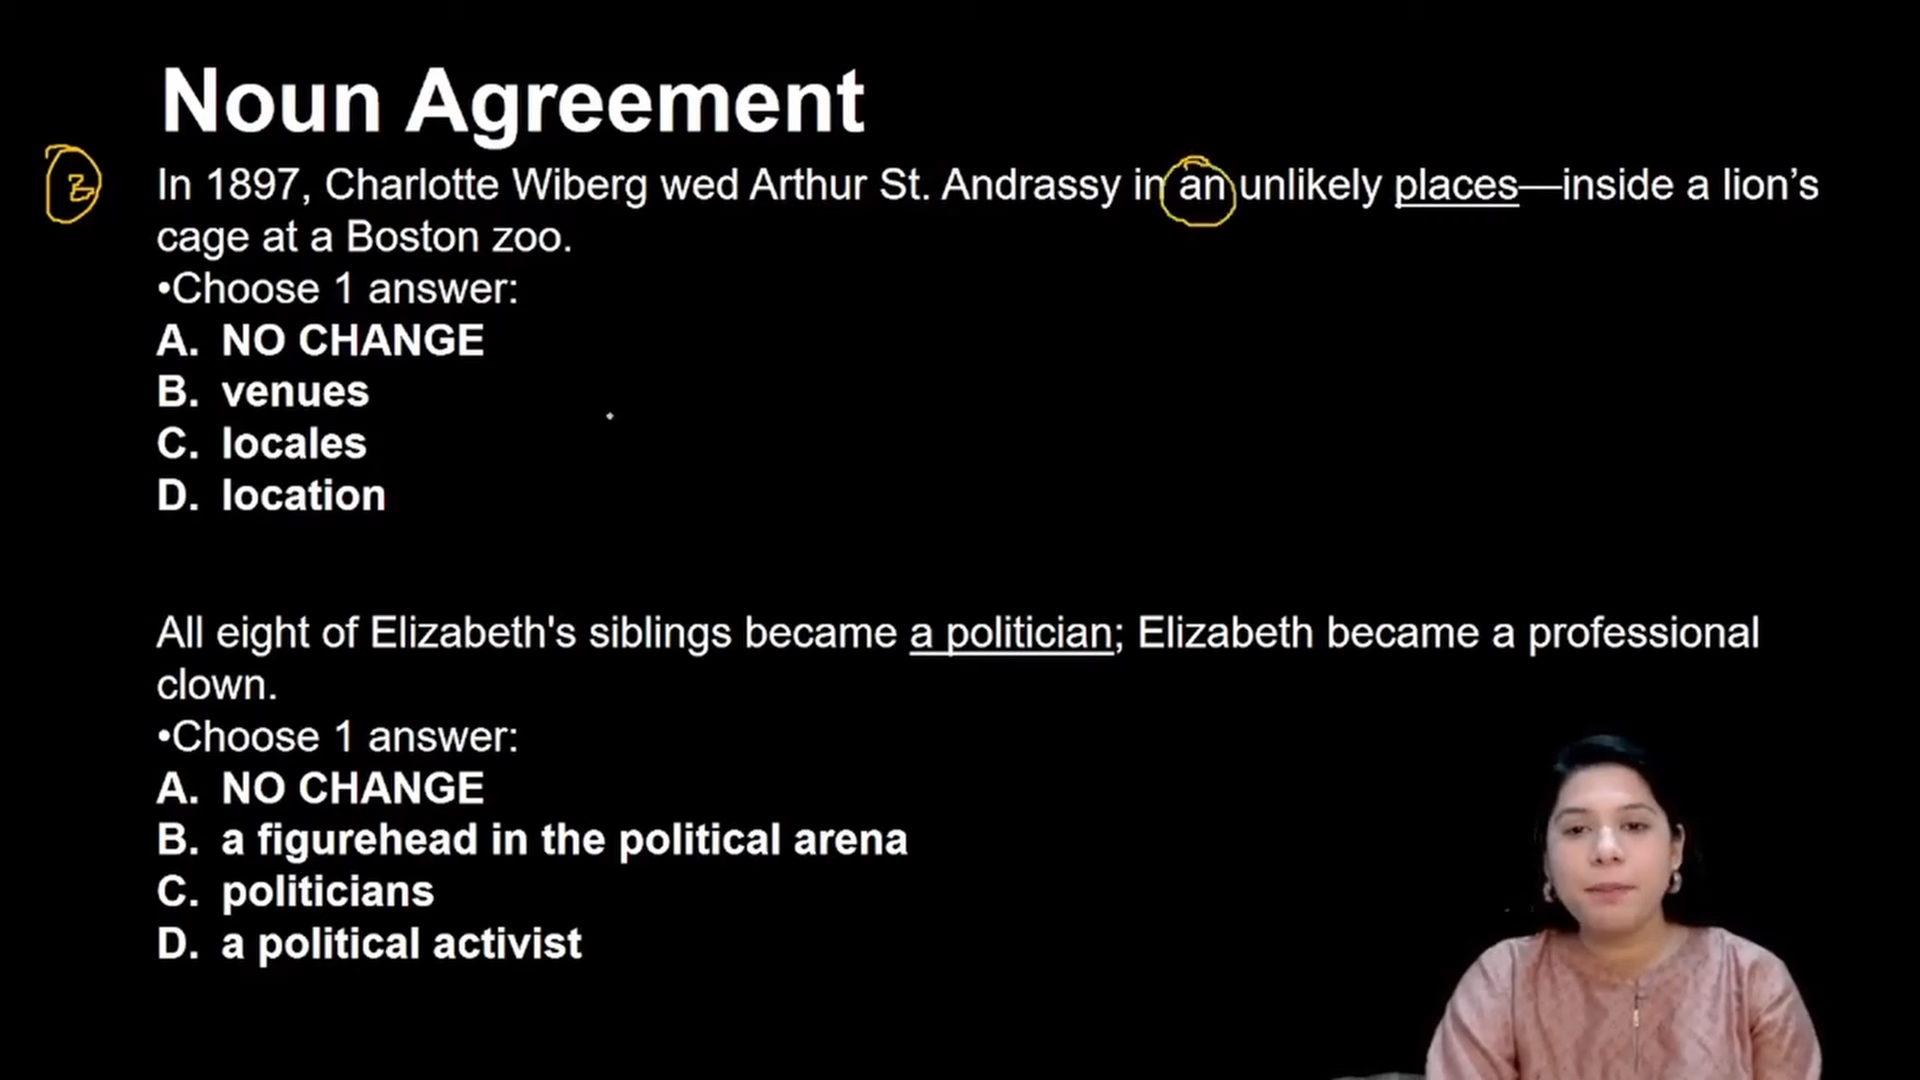 Noun Agreement
In 1897, Charlotte Wiberg wed Arthur St. Andrassy in an unlikely places—inside a lion’s
cage at a Boston zoo.
•Choose 1 answer:
A. NO CHANGE
B. venues
C. locales
D. location
All eight of Elizabeth's siblings became a politician; Elizabeth became a professional
clown.
•Choose 1 answer:
A. NO CHANGE
B. a figurehead in the political arena
C. politicians
D. a political activist